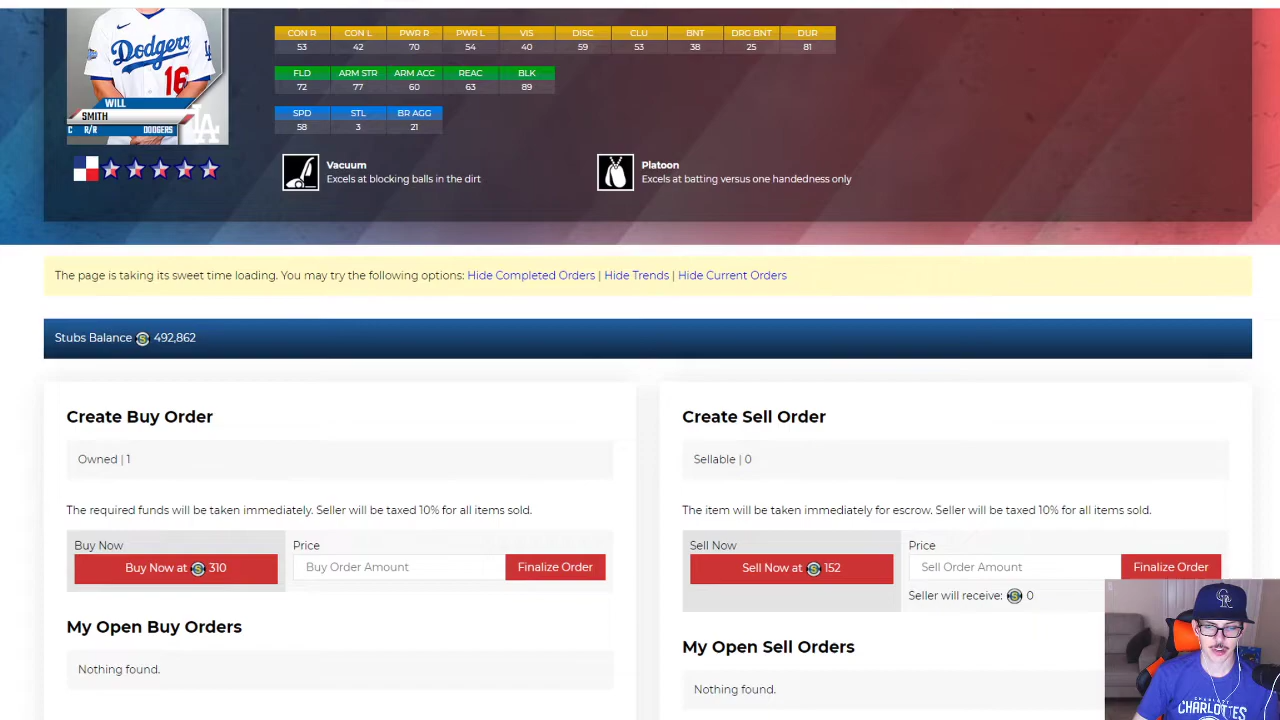 Dodgers
16
WILL
SMITH
C R/R DODGERS
LA
CON R CON L PWR R PWR L VIS DISC CLU BNT DRG BNT DUR
53 42 70 54 40 59 53 38 25 81
FLD ARM STR ARM ACC REAC BLK
72 77 60 63 89
SPD STL BR AGG
58 3 21
Vacuum
Excels at blocking balls in the dirt
Platoon
Excels at batting versus one handedness only
The page is taking its sweet time loading. You may try the following options: Hide Completed Orders | Hide Trends | Hide Current Orders
Stubs Balance 492,862
Create Buy Order
Owned | 1
The required funds will be taken immediately. Seller will be taxed 10% for all items sold.
Buy Now
Buy Now at 310
Price
Buy Order Amount
Finalize Order
My Open Buy Orders
Nothing found.
Create Sell Order
Sellable | 0
The item will be taken immediately for escrow. Seller will be taxed 10% for all items sold.
Sell Now
Sell Now at 152
Price
Sell Order Amount
Finalize Order
Seller will receive: 0
My Open Sell Orders
Nothing found.
CR
CHARLOTTES